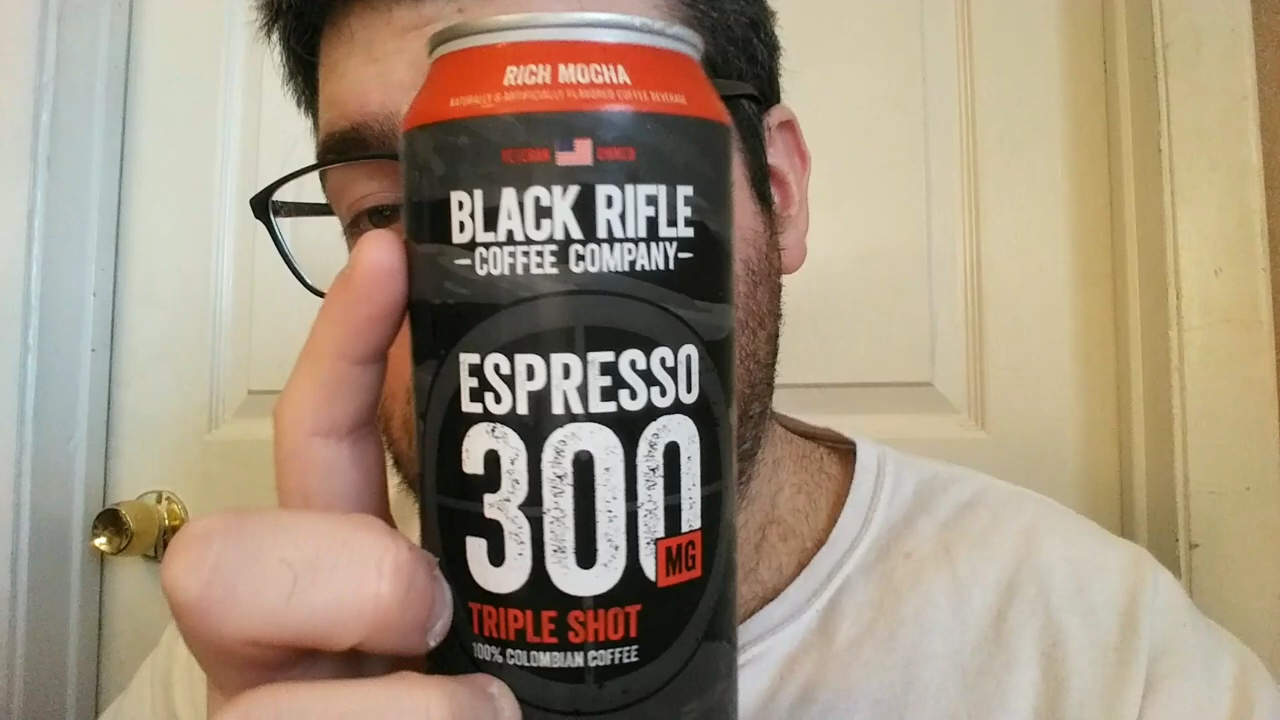 RICH MOCHA
NATURALLY & ARTIFICIALLY FLAVORED COFFEE BEVERAGE
VETERAN OWNED
BLACK RIFLE
-COFFEE COMPANY-
ESPRESSO
300
MG
TRIPLE SHOT
100% COLOMBIAN COFFEE